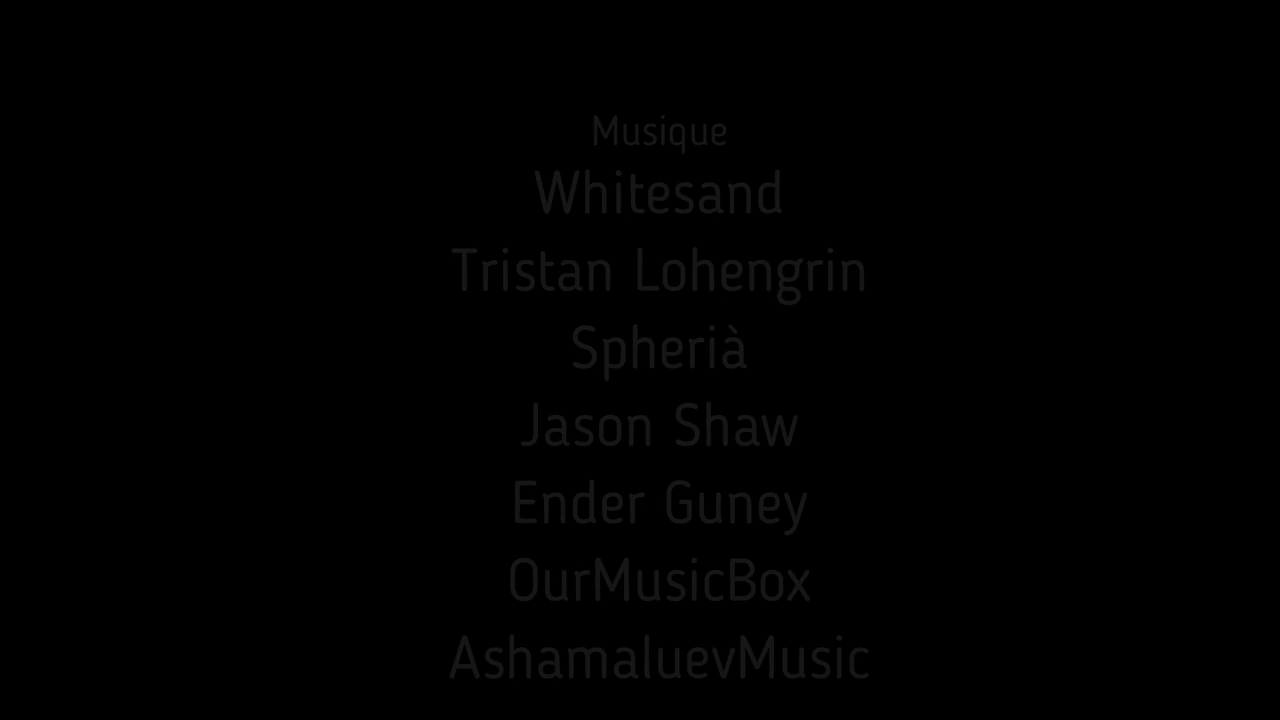 Musique
Whitesand
Tristan Lohengrin
Spherià
Jason Shaw
Ender Guney
OurMusicBox
AshamaluevMusic